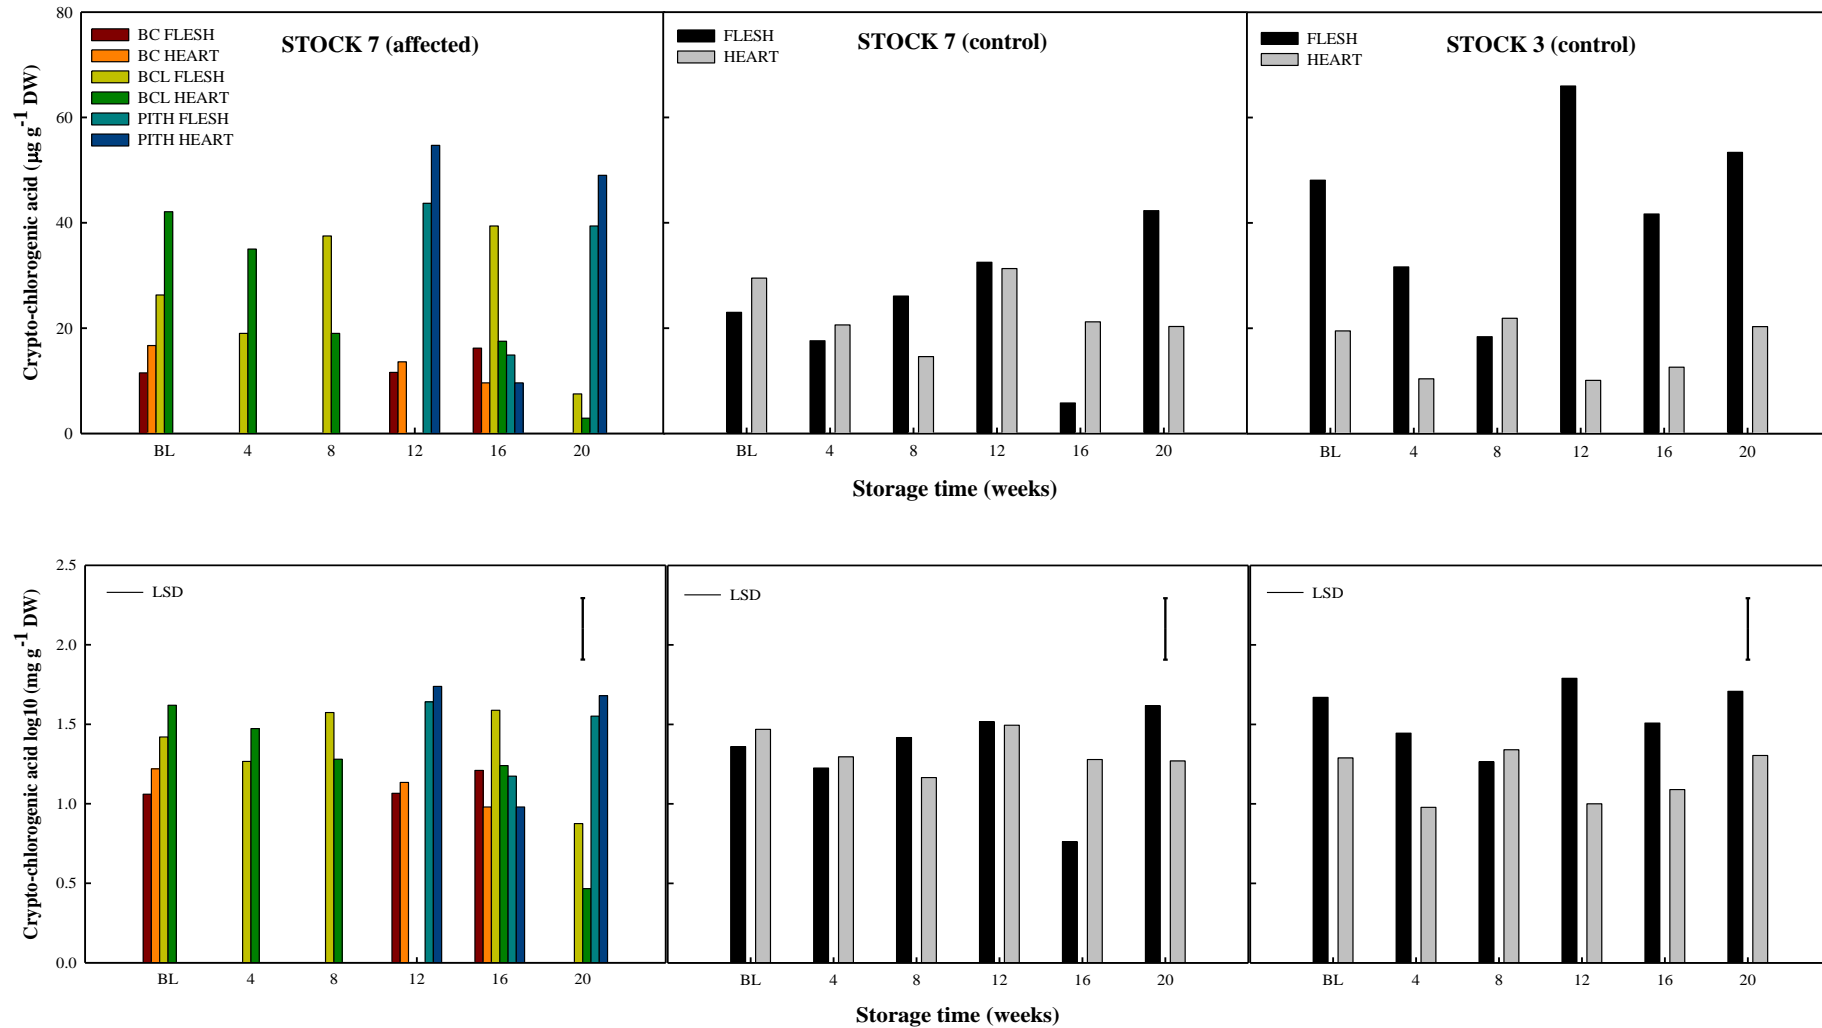 80
60
40
20
0
Crypto-chlorogenic acid (µg g-1 DW)
BC FLESH
BC HEART
BCL FLESH
BCL HEART
PITH FLESH
PITH HEART
STOCK 7 (affected)
FLESH
HEART
STOCK 7 (control)
FLESH
HEART
STOCK 3 (control)
BL 4 8 12 16 20
BL 4 8 12 16 20
BL 4 8 12 16 20
Storage time (weeks)
2.5
2.0
1.5
1.0
0.5
0.0
Crypto-chlorogenic acid log10 (mg g-1 DW)
LSD
LSD
LSD
BL 4 8 12 16 20
BL 4 8 12 16 20
BL 4 8 12 16 20
Storage time (weeks)